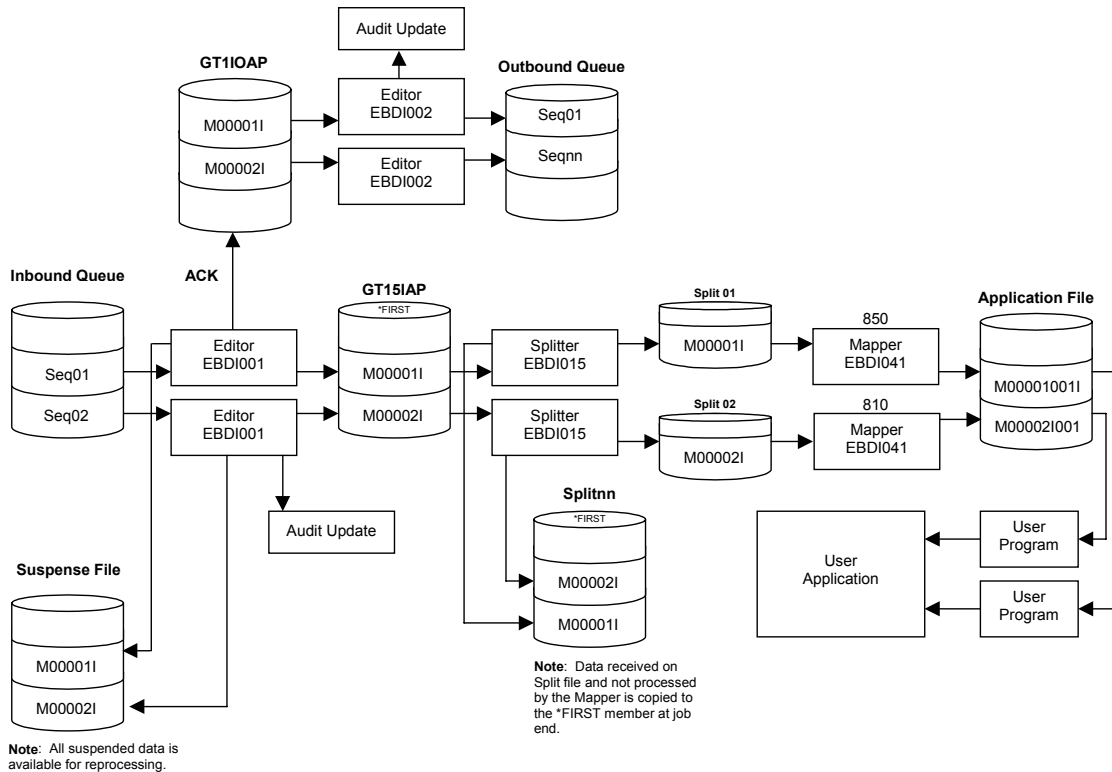 Audit Update
GT1IOAP
Outbound Queue
M00001I
Editor
EBDI002
Seq01
M00002I
Editor
EBDI002
Seqnn
Inbound Queue
ACK
GT15IAP
*FIRST
Split 01
Application File
Seq01
Editor
EBDI001
M00001I
Splitter
EBDI015
M00001I
850
Mapper
EBDI041
M00001001I
Seq02
Editor
EBDI001
M00002I
Splitter
EBDI015
Split 02
M00002I
810
Mapper
EBDI041
M00002I001
Audit Update
Splitnn
*FIRST
M00002I
M00001I
User
Application
User
Program
User
Program
Suspense File
M00001I
M00002I
Note: Data received on
Split file and not processed
by the Mapper is copied to
the *FIRST member at job
end.
Note: All suspended data is
available for reprocessing.